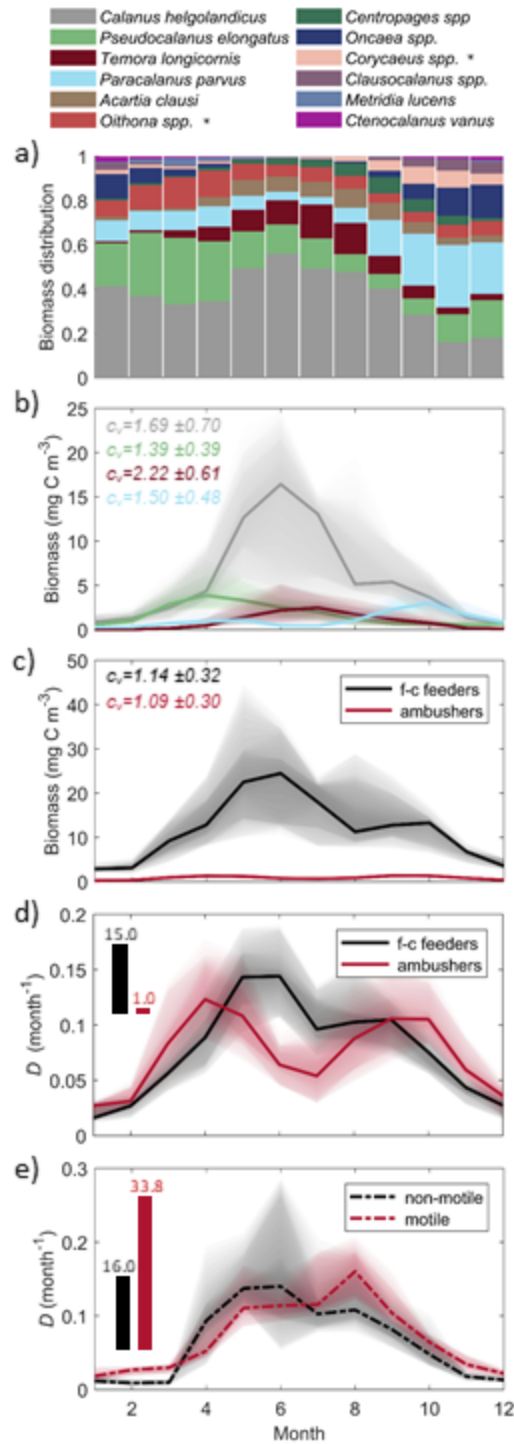 Calanus helgolandicus
Pseudocalanus elongatus
Temora longicornis
Paracalanus parvus
Acartia clausi
Oithona spp. *
Centropages spp
Oncaea spp.
Corycaeus spp. *
Clausocalanus spp.
Metridia lucens
Ctenocalanus vanus
a)
Biomass distribution
1
0.8
0.6
0.4
0.2
0
b)
Biomass (mg C m⁻³)
25
20
15
10
5
0
cᵥ=1.69 ±0.70
cᵥ=1.39 ±0.39
cᵥ=2.22 ±0.61
cᵥ=1.50 ±0.48
c)
Biomass (mg C m⁻³)
50
40
30
20
10
0
cᵥ=1.14 ±0.32
cᵥ=1.09 ±0.30
f-c feeders
ambushers
d)
D (month⁻¹)
0.2
0.15
0.1
0.05
0
15.0
1.0
f-c feeders
ambushers
e)
D (month⁻¹)
0.3
0.2
0.1
0
16.0
33.8
non-motile
motile
2 4 6 8 10 12
Month